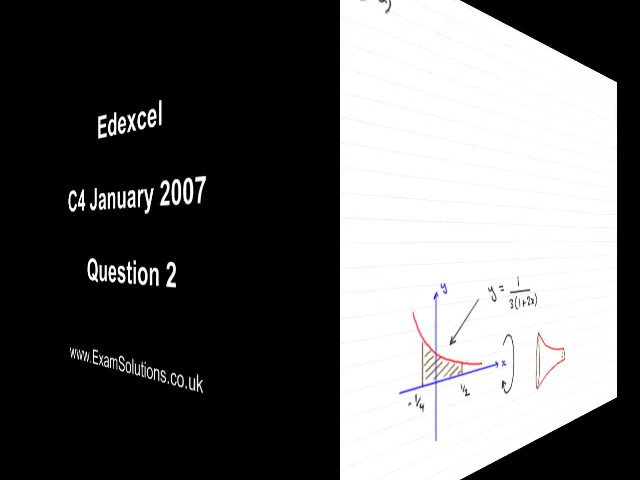 Edexcel
C4 January 2007
Question 2
www.ExamSolutions.co.uk
y
y = 1/3(1+2x)
x
-1/4
1/2